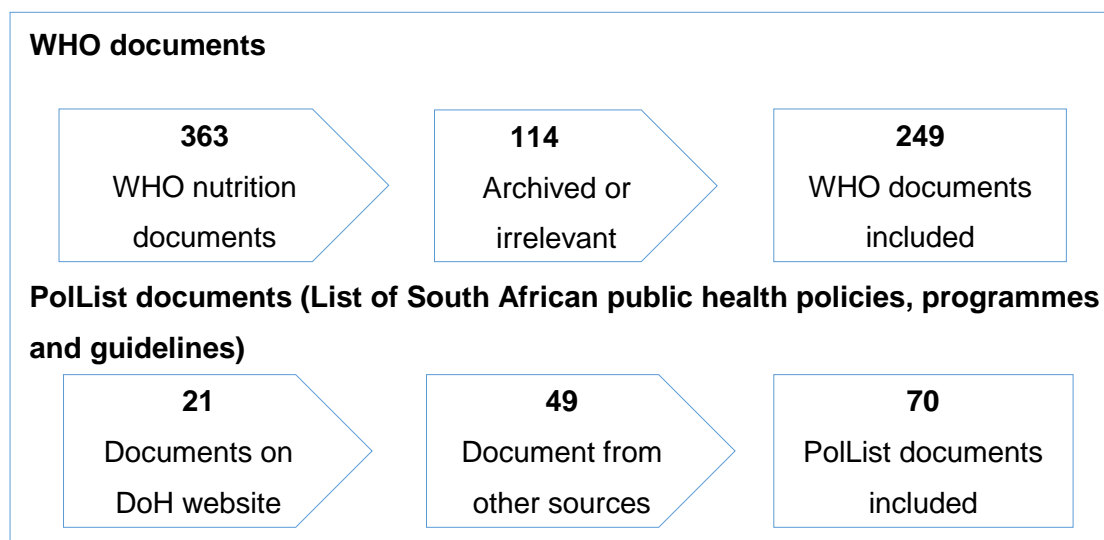 WHO documents
363
WHO nutrition
documents
114
Archived or
irrelevant
249
WHO documents
included
PolList documents (List of South African public health policies, programmes
and guidelines)
21
Documents on
DoH website
49
Document from
other sources
70
PolList documents
included